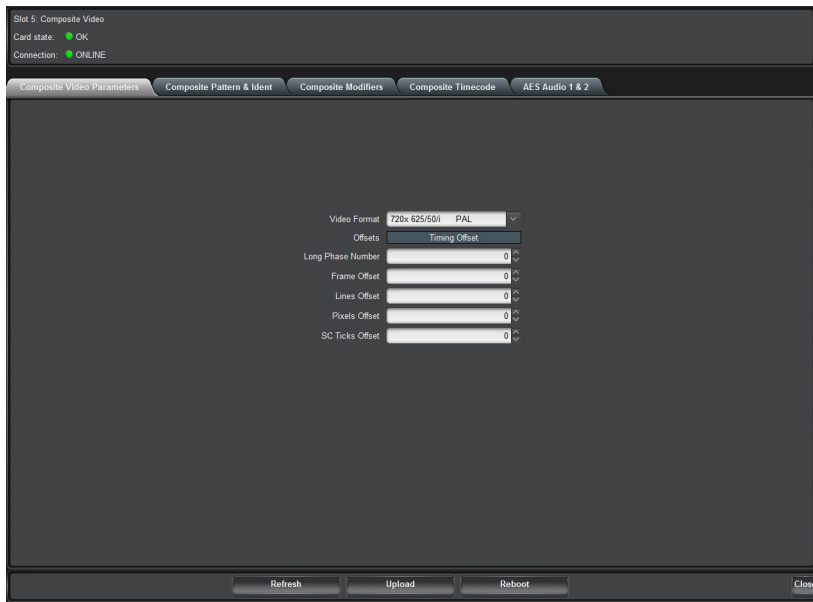 Slot 5: Composite Video
Card state: OK
Connection: ONLINE
Composite Video Parameters Composite Pattern & Ident Composite Modifiers Composite Timecode AES Audio 1 & 2
Video Format 720x 625/50/i PAL
Offsets Timing Offset
Long Phase Number 0
Frame Offset 0
Lines Offset 0
Pixels Offset 0
SC Ticks Offset 0
Refresh Upload Reboot Close